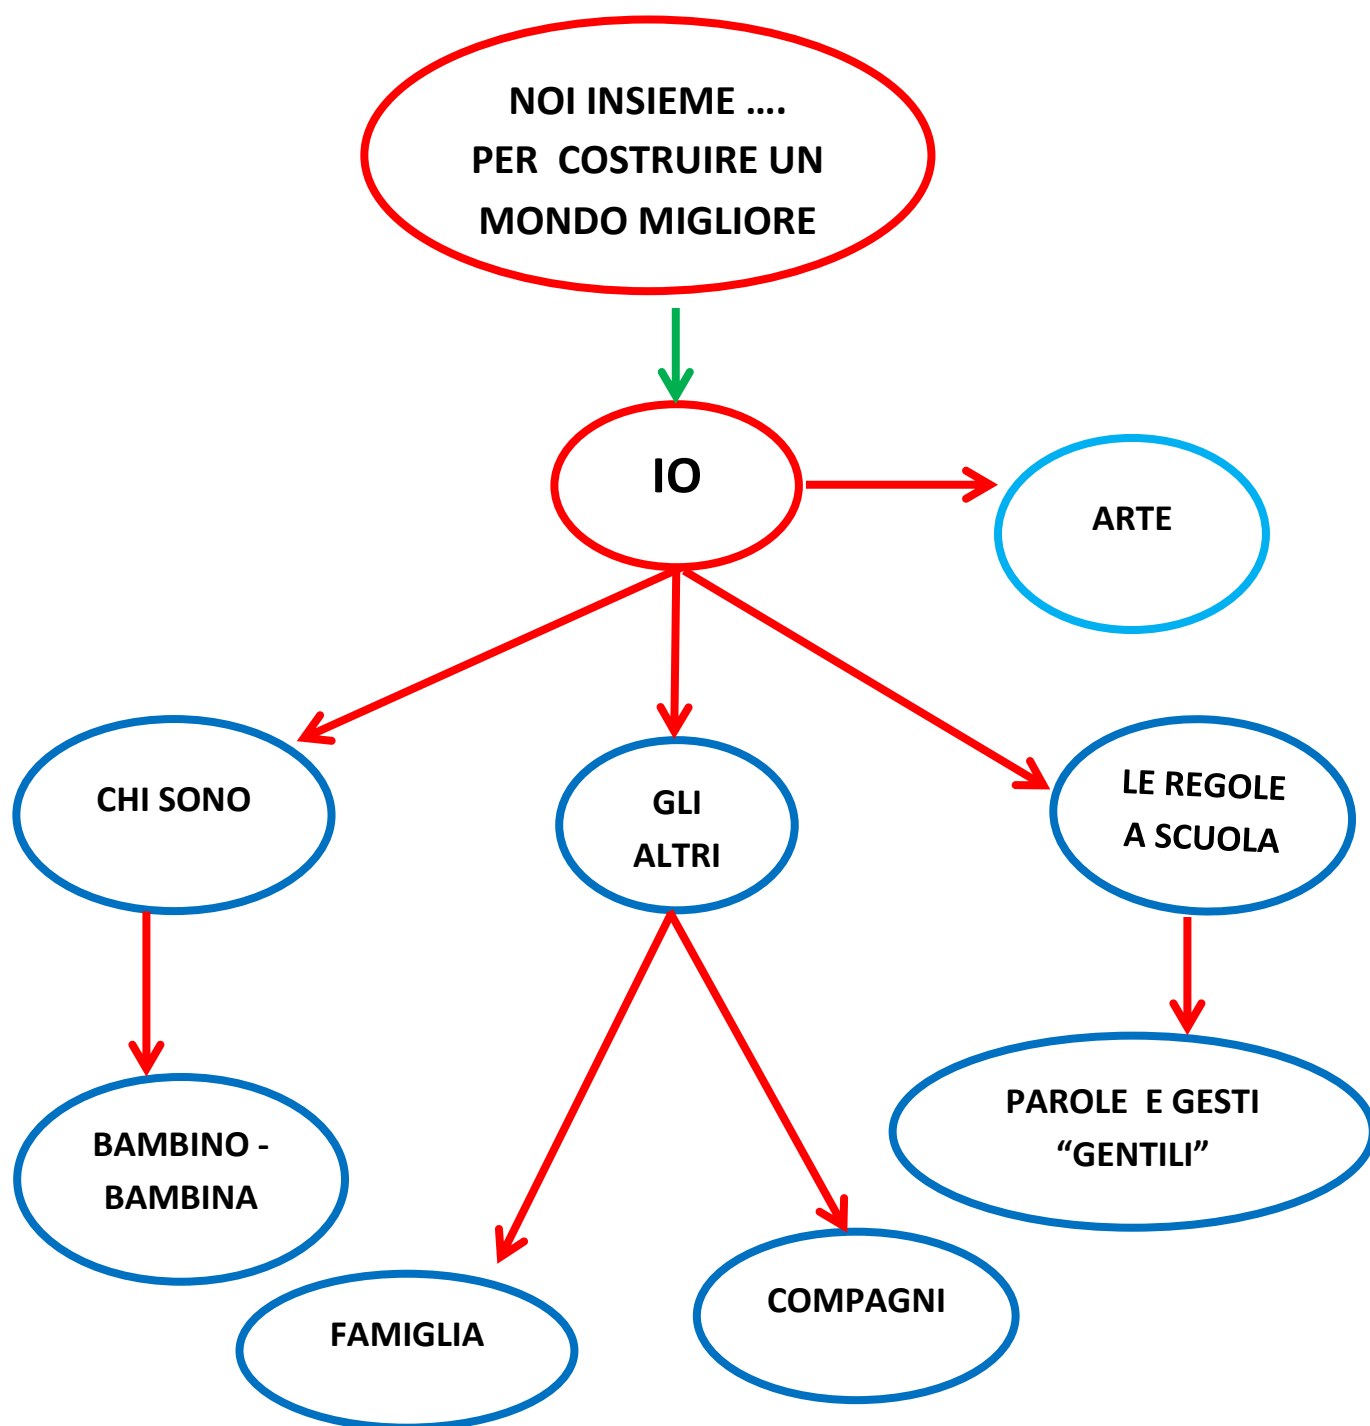 NOI INSIEME ….
PER  COSTRUIRE UN
MONDO MIGLIORE
IO
ARTE
CHI SONO
GLI
ALTRI
LE REGOLE
A SCUOLA
BAMBINO -
BAMBINA
PAROLE  E GESTI
“GENTILI”
FAMIGLIA
COMPAGNI